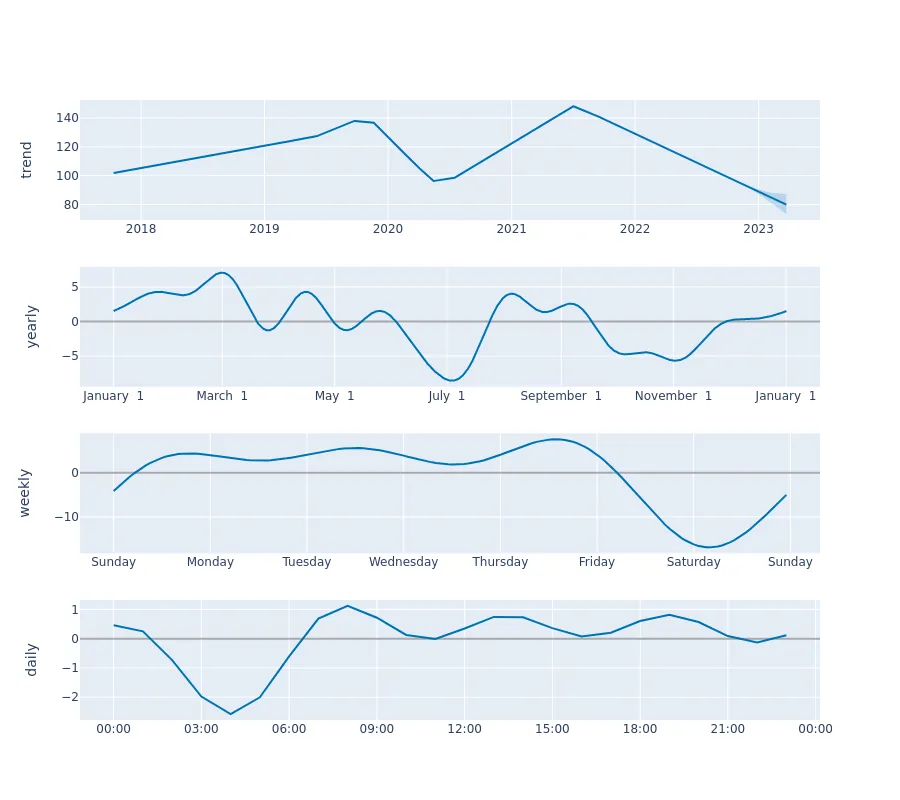 trend
140
120
100
80
2018 2019 2020 2021 2022 2023
yearly
5
0
−5
January 1 March 1 May 1 July 1 September 1 November 1 January 1
weekly
0
−10
Sunday Monday Tuesday Wednesday Thursday Friday Saturday Sunday
daily
1
0
−1
−2
00:00 03:00 06:00 09:00 12:00 15:00 18:00 21:00 00:00